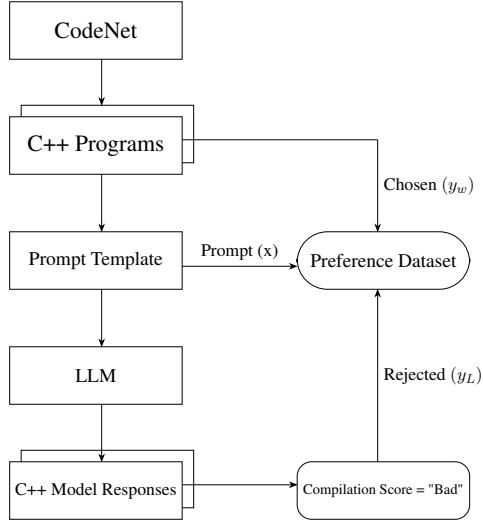 CodeNet
C++ Programs
Chosen (y_w)
Prompt Template
Prompt (x)
Preference Dataset
LLM
Rejected (y_L)
C++ Model Responses
Compilation Score = "Bad"